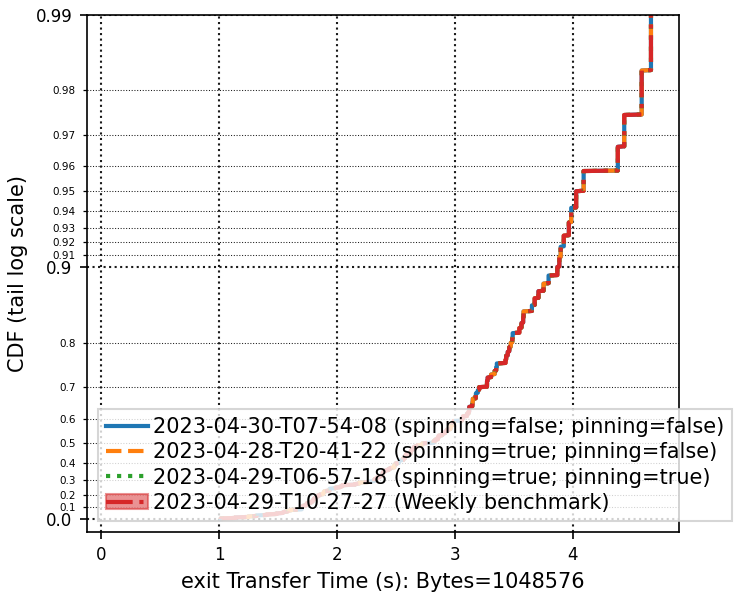 CDF (tail log scale)
0.99
0.98
0.97
0.96
0.95
0.94
0.93
0.92
0.91
0.9
0.8
0.7
0.6
0.5
0.4
0.3
0.2
0.1
0.0
2023-04-30-T07-54-08 (spinning=false; pinning=false)
2023-04-28-T20-41-22 (spinning=true; pinning=false)
2023-04-29-T06-57-18 (spinning=true; pinning=true)
2023-04-29-T10-27-27 (Weekly benchmark)
0 1 2 3 4
exit Transfer Time (s): Bytes=1048576